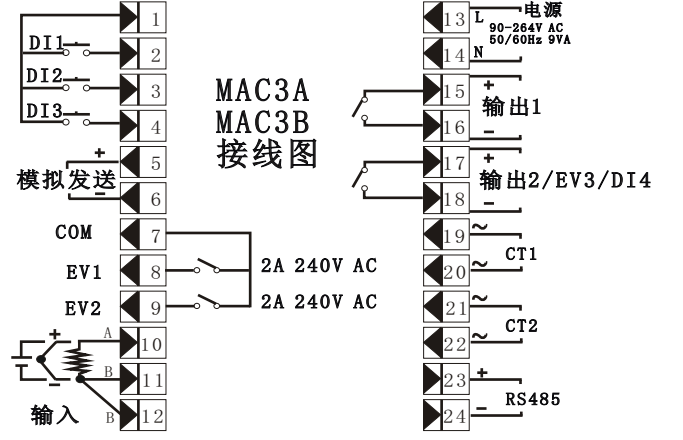 1
DI1
2
DI2
3
DI3
4
+
5
模拟发送
−
6
COM
7
EV1
8
2A 240V AC
EV2
9
2A 240V AC
+
A
10
B
11
−
输入
B
12
MAC3A
MAC3B
接线图
13
L
电源
90-264V AC
50/60Hz 9VA
14
N
15
+
输出1
16
−
17
+
输出2/EV3/DI4
18
−
19
~
CT1
20
~
21
~
CT2
22
~
23
+
RS485
24
−